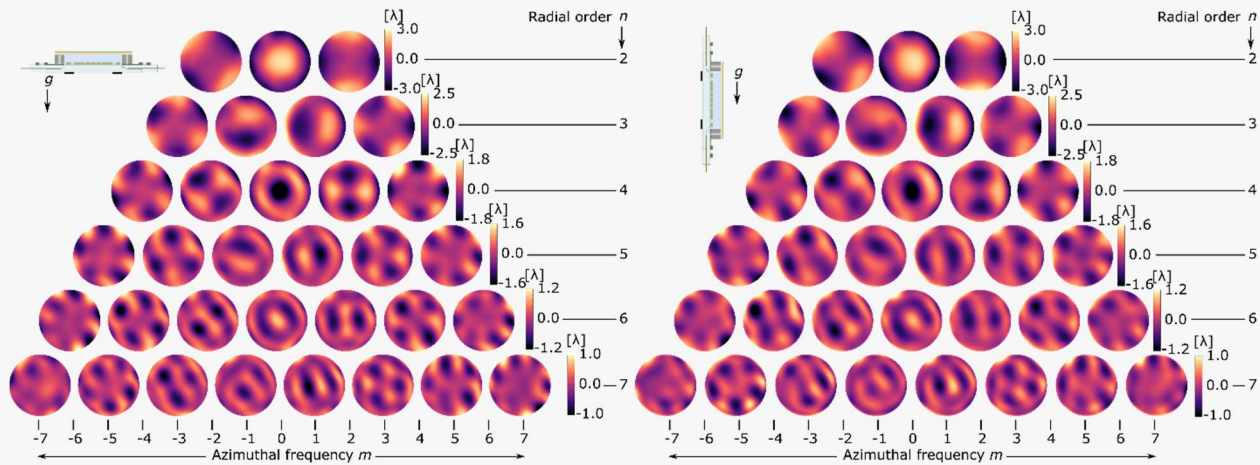 [λ]
Radial order n
3.0
0.0
2
-3.0
[λ]
g
2.5
0.0
3
-2.5
[λ]
1.8
0.0
4
-1.8
[λ]
1.6
0.0
5
-1.6
[λ]
1.2
0.0
6
-1.2
[λ]
1.0
0.0
7
-1.0
-7 -6 -5 -4 -3 -2 -1 0 1 2 3 4 5 6 7
Azimuthal frequency m
[λ]
Radial order n
3.0
0.0
2
-3.0
[λ]
g
2.5
0.0
3
-2.5
[λ]
1.8
0.0
4
-1.8
[λ]
1.6
0.0
5
-1.6
[λ]
1.2
0.0
6
-1.2
[λ]
1.0
0.0
7
-1.0
-7 -6 -5 -4 -3 -2 -1 0 1 2 3 4 5 6 7
Azimuthal frequency m